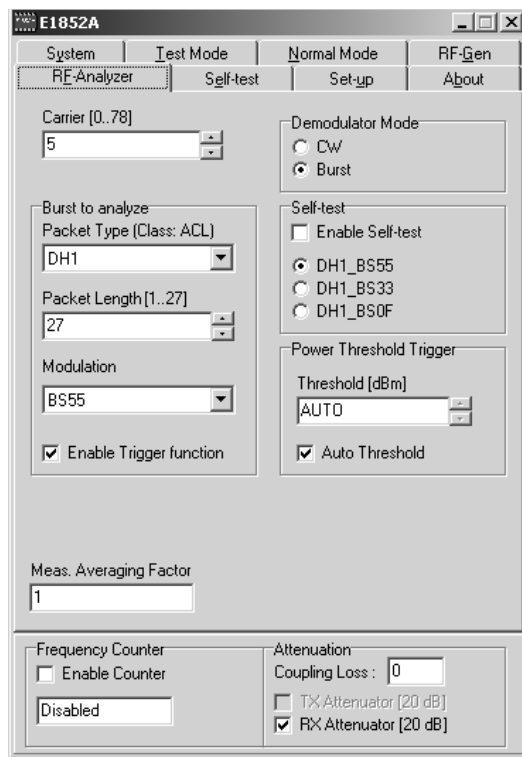 E1852A
System Test Mode Normal Mode RF-Gen
RF-Analyzer Self-test Set-up About
Carrier [0..78]
5
Demodulator Mode
CW
Burst
Burst to analyze
Packet Type (Class: ACL)
DH1
Packet Length [1..27]
27
Modulation
BS55
Enable Trigger function
Self-test
Enable Self-test
DH1_BS55
DH1_BS33
DH1_BS0F
Power Threshold Trigger
Threshold [dBm]
AUTO
Auto Threshold
Meas. Averaging Factor
1
Frequency Counter
Enable Counter
Disabled
Attenuation
Coupling Loss : 0
TX Attenuator [20 dB]
RX Attenuator [20 dB]